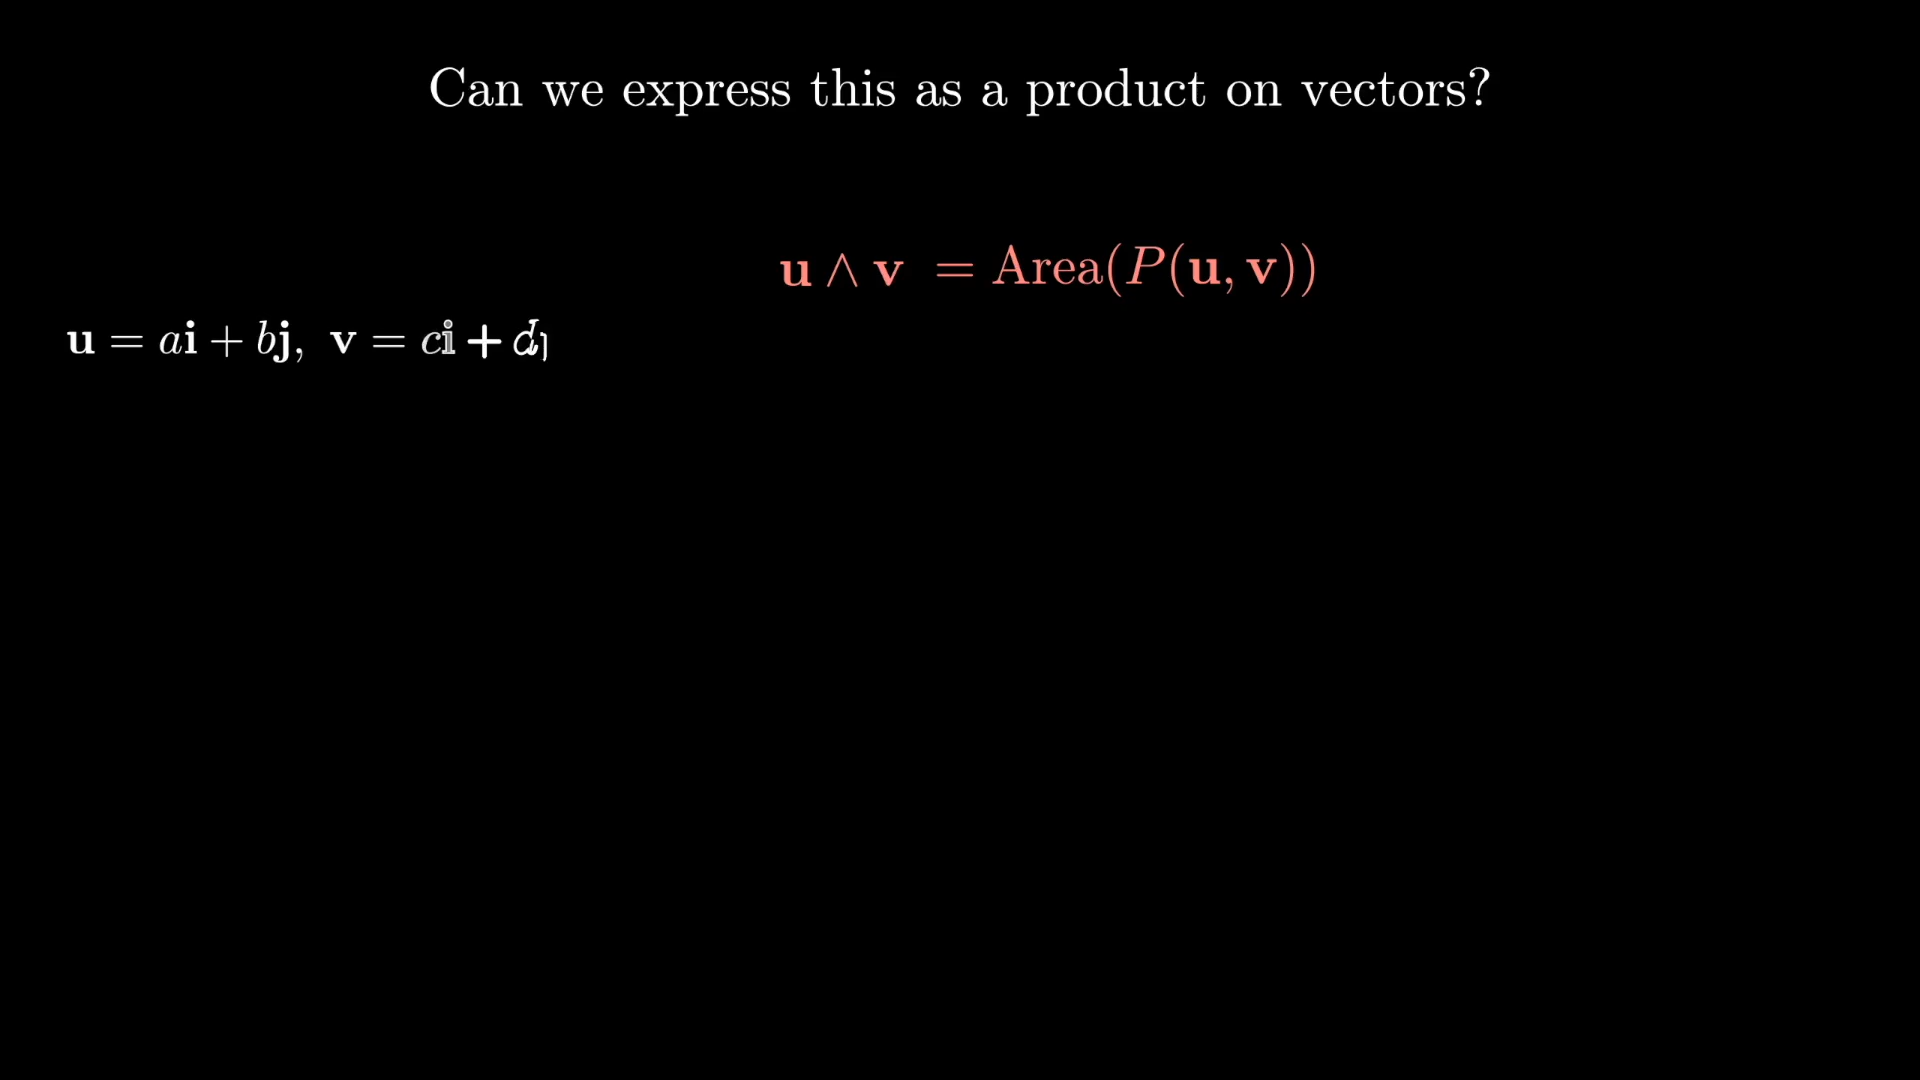 Can we express this as a product on vectors?
u ∧ v = Area(P(u, v))
u = ai + bj, v = ci + d